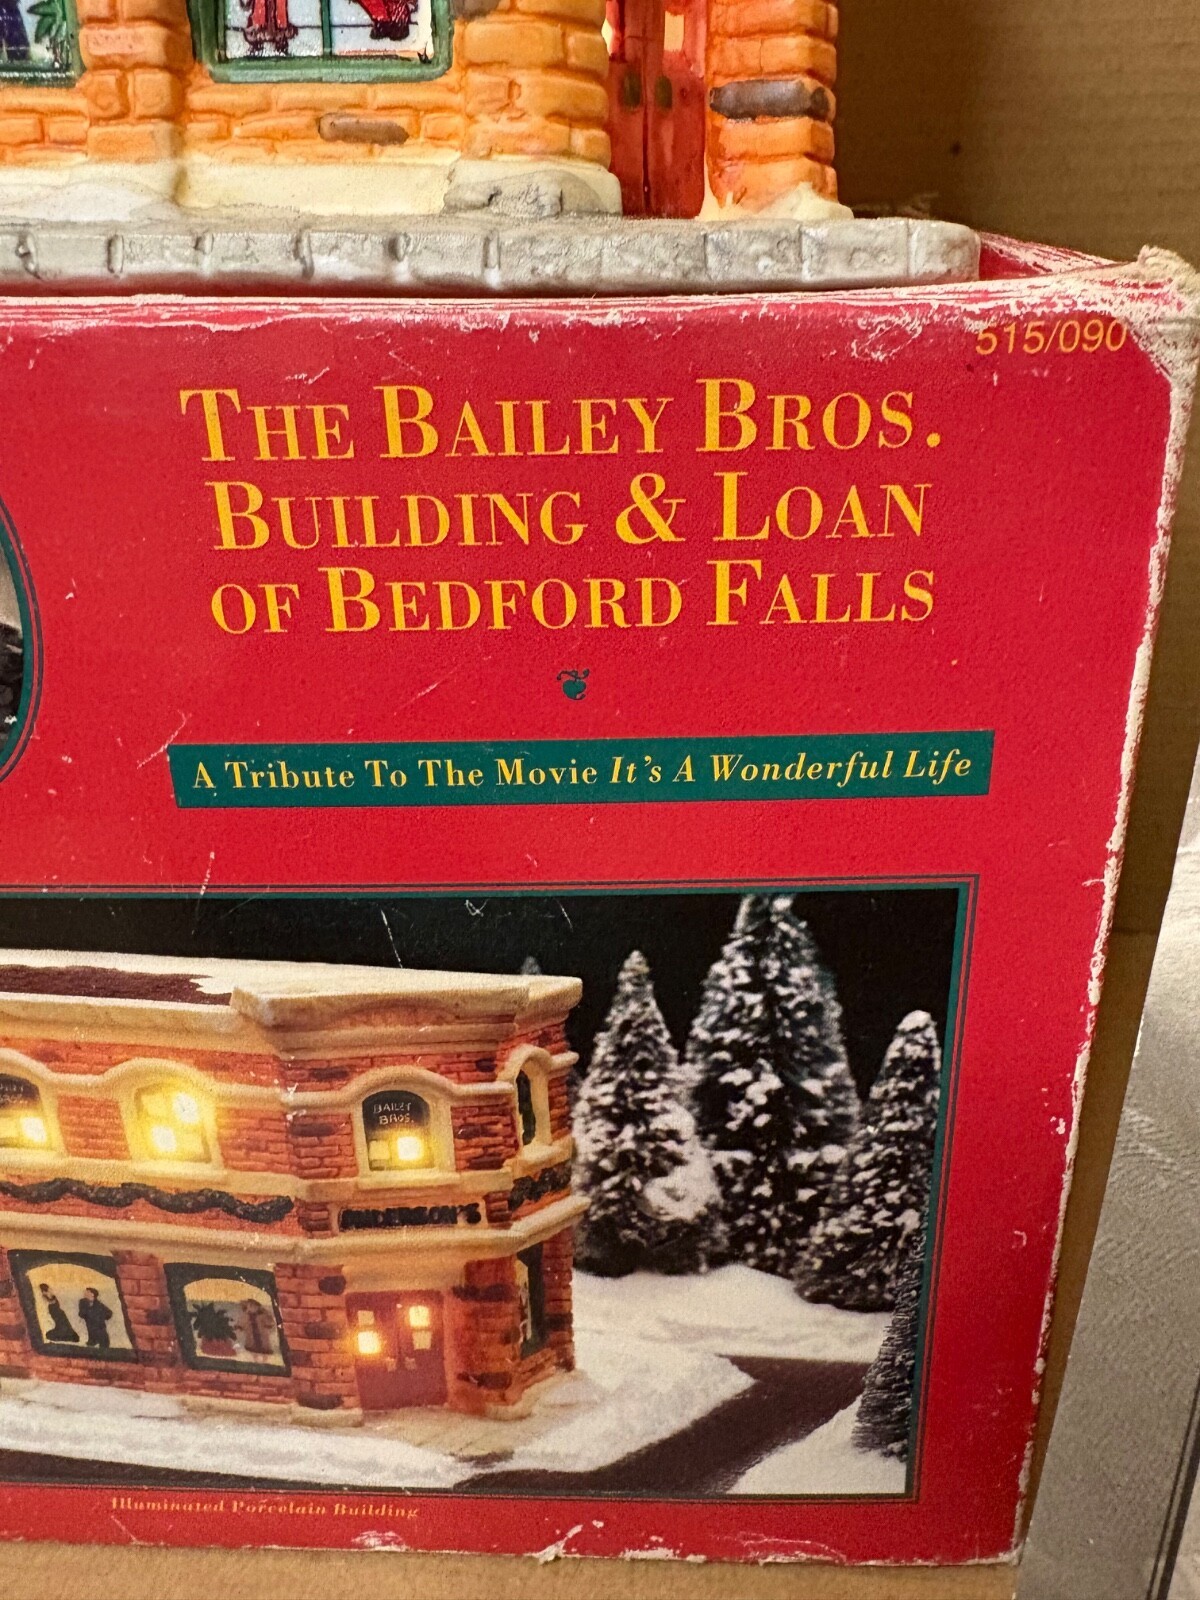 515/090
THE BAILEY BROS.
BUILDING & LOAN
OF BEDFORD FALLS
A Tribute To The Movie It's A Wonderful Life
BAILEY
BROS.
ANDERSON'S
Illuminated Porcelain Building